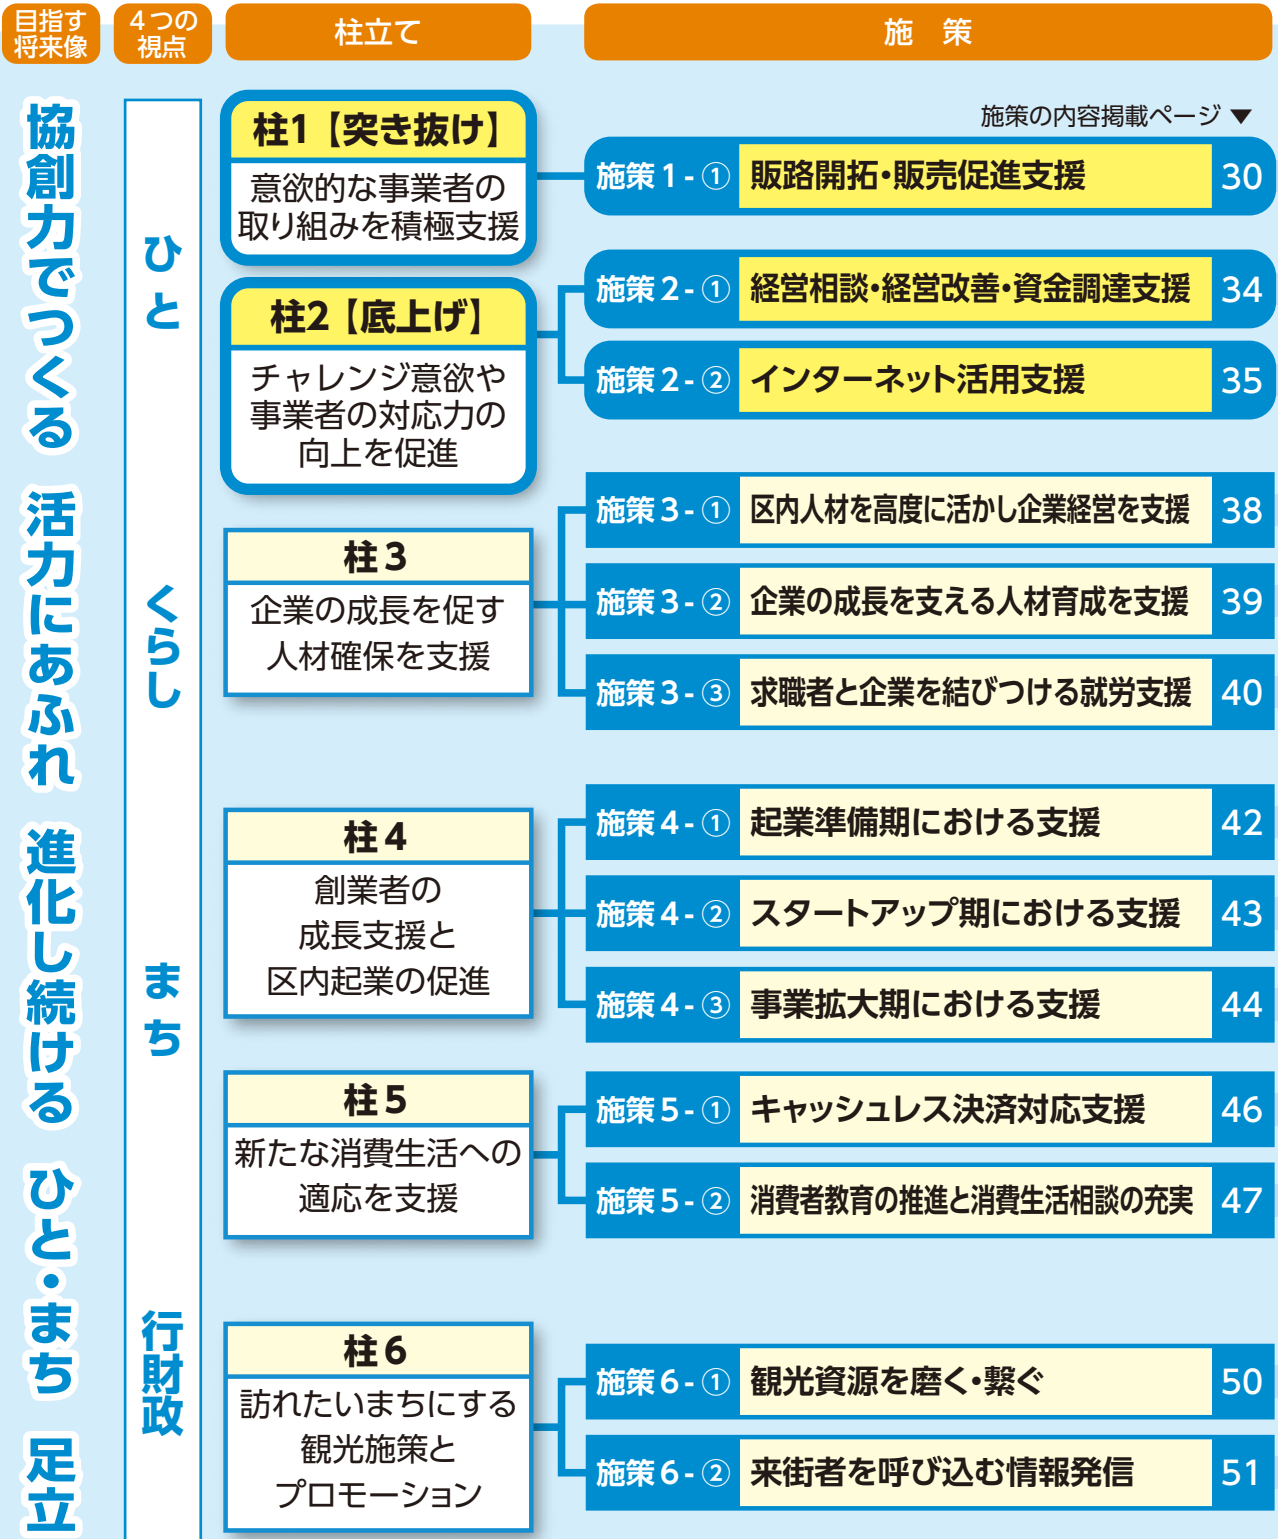 目指す
将来像
4つの
視点
柱立て
施 策
協創力でつくる 活力にあふれ 進化し続ける ひと・まち 足立
ひと
くらし
まち
行財政
施策の内容掲載ページ ▼
柱1【突き抜け】
意欲的な事業者の
取り組みを積極支援
施策1-① 販路開拓・販売促進支援 30
柱2【底上げ】
チャレンジ意欲や
事業者の対応力の
向上を促進
施策2-① 経営相談・経営改善・資金調達支援 34
施策2-② インターネット活用支援 35
柱3
企業の成長を促す
人材確保を支援
施策3-① 区内人材を高度に活かし企業経営を支援 38
施策3-② 企業の成長を支える人材育成を支援 39
施策3-③ 求職者と企業を結びつける就労支援 40
柱4
創業者の
成長支援と
区内起業の促進
施策4-① 起業準備期における支援 42
施策4-② スタートアップ期における支援 43
施策4-③ 事業拡大期における支援 44
柱5
新たな消費生活への
適応を支援
施策5-① キャッシュレス決済対応支援 46
施策5-② 消費者教育の推進と消費生活相談の充実 47
柱6
訪れたいまちにする
観光施策と
プロモーション
施策6-① 観光資源を磨く・繋ぐ 50
施策6-② 来街者を呼び込む情報発信 51